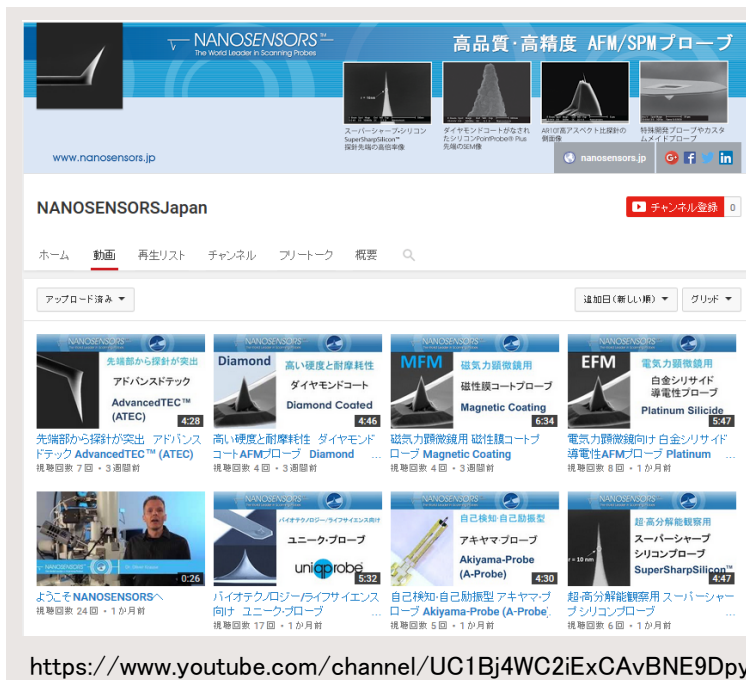 NANOSENSORS™
The World Leader in Scanning Probes
高品質・高精度 AFM/SPMプローブ
スーパーシャープ・シリコン
SuperSharpSilicon™
探針先端の高倍率像
ダイヤモンドコートがなされ
たシリコンPointProbe® Plus
先端のSEM像
AR10T高アスペクト比探針の
側面像
特殊開発プローブやカスタ
ムメイドプローブ
www.nanosensors.jp
nanosensors.jp
NANOSENSORSJapan
チャンネル登録 0
ホーム 動画 再生リスト チャンネル フリートーク 概要
アップロード済み
追加日(新しい順) グリッド
NANOSENSORS
先端部から探針が突出
アドバンスドテック
AdvancedTEC™
(ATEC)
4:28
先端部から探針が突出 アドバンス
ドテック AdvancedTEC™ (ATEC)
視聴回数 7 回 • 3 週間前
NANOSENSORS
Diamond
高い硬度と耐摩耗性
ダイヤモンドコート
Diamond Coated
4:46
高い硬度と耐摩耗性 ダイヤモンド
コートAFMプローブ Diamond ...
視聴回数 4 回 • 3 週間前
NANOSENSORS
MFM
磁気力顕微鏡用
磁性膜コートプローブ
Magnetic Coating
6:34
磁気力顕微鏡用 磁性膜コートプ
ローブ Magnetic Coating
視聴回数 4 回 • 3 週間前
NANOSENSORS
EFM
電気力顕微鏡用
白金シリサイド
導電性プローブ
Platinum Silicide
5:47
電気力顕微鏡向け 白金シリサイド
導電性AFMプローブ Platinum ...
視聴回数 8 回 • 1 か月前
NANOSENSORS
0:26
ようこそ NANOSENSORSへ
視聴回数 24 回 • 1 か月前
NANOSENSORS
バイオテクノロジー/ライフサイエンス向け
ユニーク・プローブ
uniqprobe
5:32
バイオテクノロジー/ライフサイエンス
向け ユニーク・プローブ ...
視聴回数 17 回 • 1 か月前
NANOSENSORS
自己検知・自己励振型
アキヤマ・プローブ
Akiyama-Probe
(A-Probe)
4:30
自己検知・自己励振型 アキヤマ・プ
ローブ Akiyama-Probe (A-Probe)
視聴回数 5 回 • 1 か月前
NANOSENSORS
超高分解能観察用
スーパーシャープ
シリコンプローブ
SuperSharpSilicon™
r = 10 nm
4:47
超・高分解能観察用 スーパーシャー
プ シリコンプローブ ...
視聴回数 6 回 • 1 か月前
https://www.youtube.com/channel/UC1Bj4WC2iExCAvBNE9Dpy